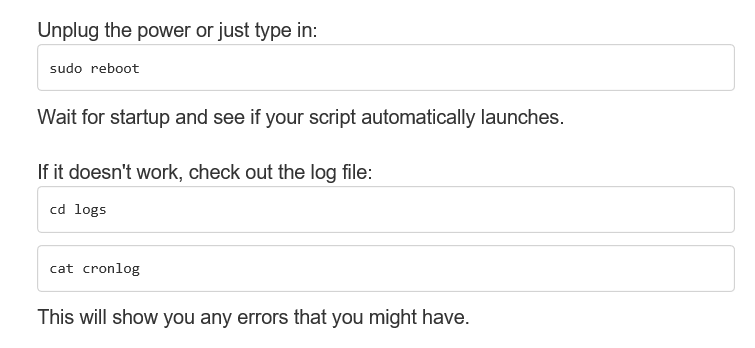 Unplug the power or just type in:
sudo reboot
Wait for startup and see if your script automatically launches.
If it doesn't work, check out the log file:
cd logs
cat cronlog
This will show you any errors that you might have.